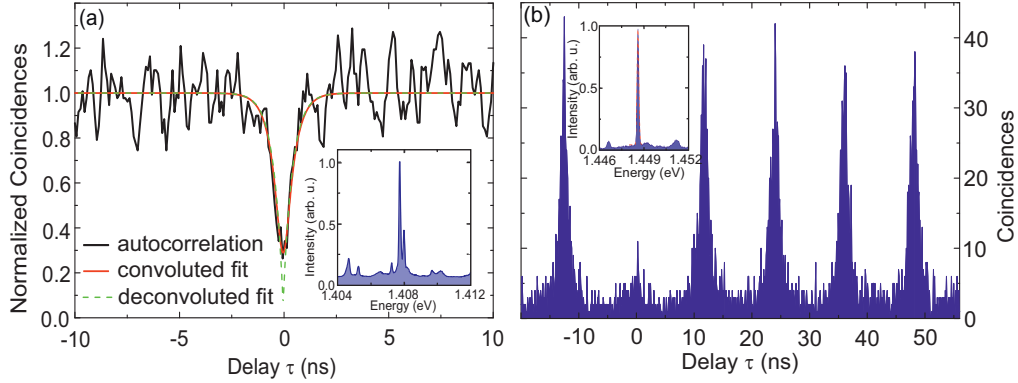 (a)
Normalized Coincidences
1.2
1.0
0.8
0.6
0.4
0.2
0.0
autocorrelation
convoluted fit
deconvoluted fit
-10
-5
0
5
10
Delay τ (ns)
Intensity (arb. u.)
1.0
0.5
0.0
1.404 1.408 1.412
Energy (eV)
(b)
Intensity (arb. u.)
1.0
0.5
0.0
1.446 1.449 1.452
Energy (eV)
-10 0 10 20 30 40 50
Delay τ (ns)
40
30
20
10
0
Coincidences